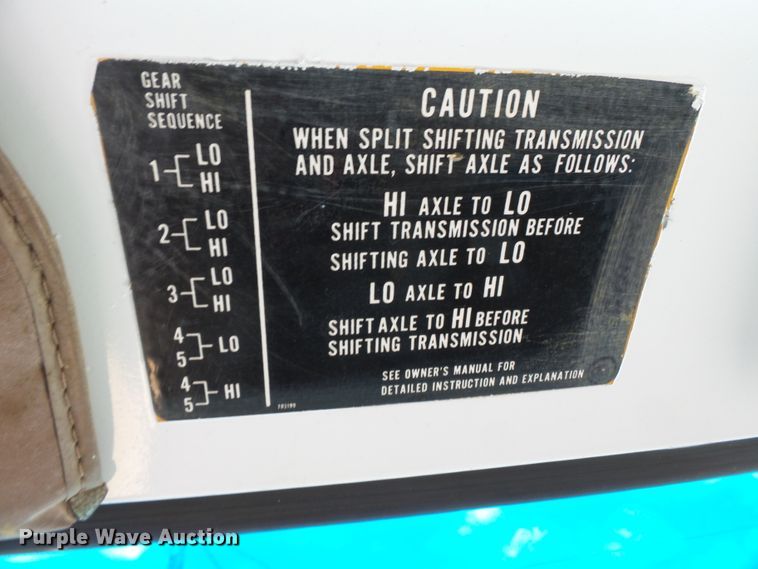 GEAR
SHIFT
SEQUENCE
1 LO
HI
2 LO
HI
3 LO
HI
4
5 LO
4
5 HI
CAUTION
WHEN SPLIT SHIFTING TRANSMISSION
AND AXLE, SHIFT AXLE AS FOLLOWS:
HI AXLE TO LO
SHIFT TRANSMISSION BEFORE
SHIFTING AXLE TO LO
LO AXLE TO HI
SHIFT AXLE TO HI BEFORE
SHIFTING TRANSMISSION
SEE OWNER'S MANUAL FOR
DETAILED INSTRUCTION AND EXPLANATION
Purple Wave Auction